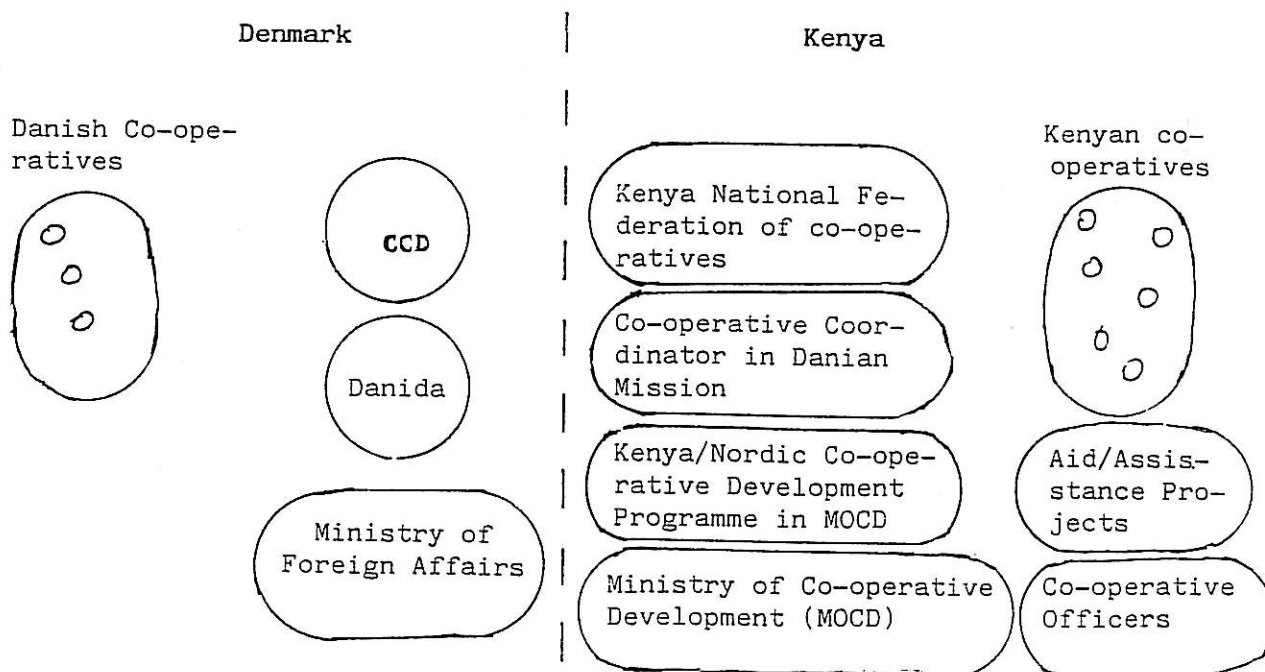 Denmark
Kenya
Danish Co-ope-
ratives
CCD
Danida
Ministry of
Foreign Affairs
Kenya National Fe-
deration of co-ope-
ratives
Co-operative Coor-
dinator in Danian
Mission
Kenya/Nordic Co-ope-
rative Development
Programme in MOCD
Ministry of Co-operative
Development (MOCD)
Kenyan co-
operatives
Aid/Assis-
stance Pro-
jects
Co-operative
Officers